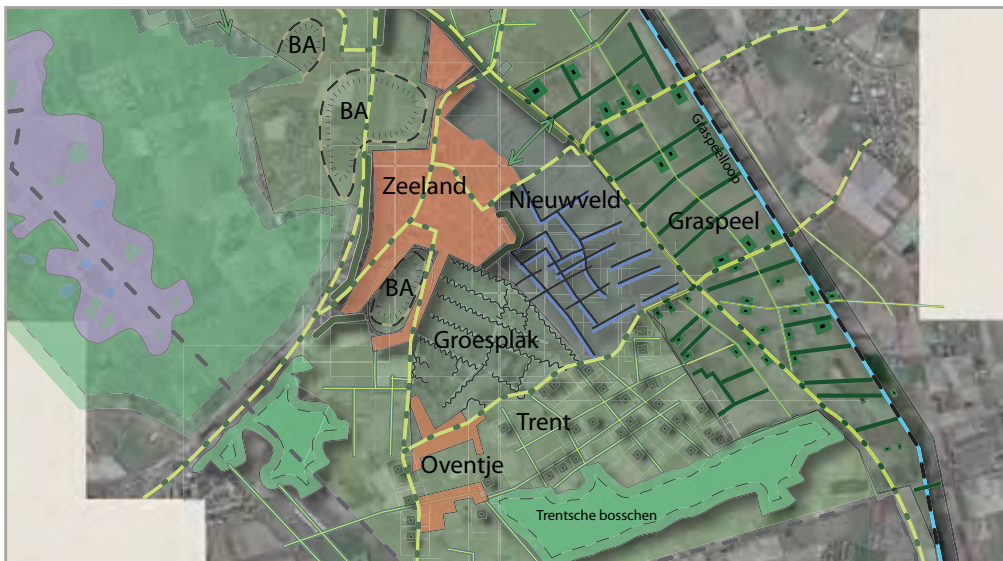 BA
BA
Zeeland
Nieuwveld
Graspeelloop
Graspeel
BA
Groesplak
Trent
Oventje
Trentsche bosschen